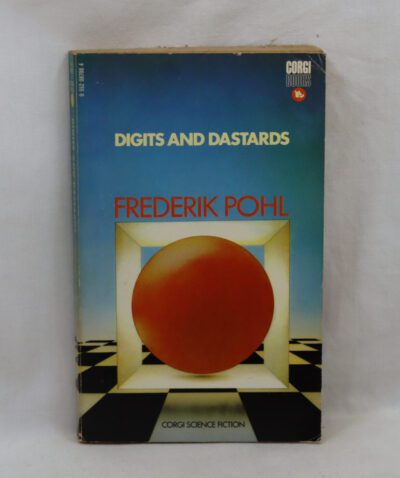 CORGI
BOOKS
DIGITS AND DASTARDS
FREDERIK POHL
CORGI SCIENCE FICTION